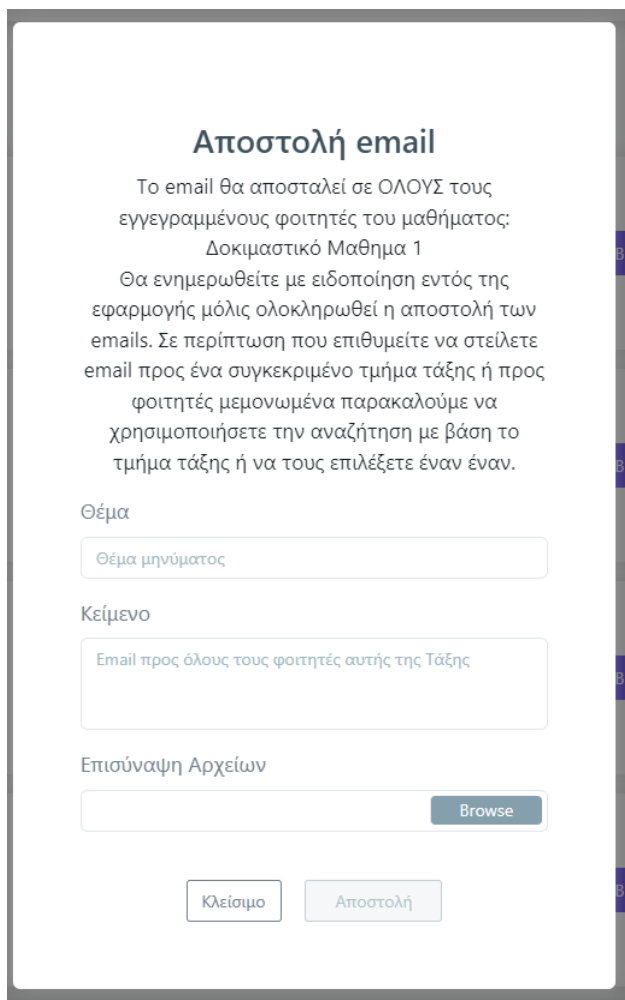 Αποστολή email
Το email θα αποσταλεί σε ΟΛΟΥΣ τους
εγγεγραμμένους φοιτητές του μαθήματος:
Δοκιμαστικό Μαθημα 1
Θα ενημερωθείτε με ειδοποίηση εντός της
εφαρμογής μόλις ολοκληρωθεί η αποστολή των
emails. Σε περίπτωση που επιθυμείτε να στείλετε
email προς ένα συγκεκριμένο τμήμα τάξης ή προς
φοιτητές μεμονωμένα παρακαλούμε να
χρησιμοποιήσετε την αναζήτηση με βάση το
τμήμα τάξης ή να τους επιλέξετε έναν έναν.
Θέμα
Θέμα μηνύματος
Κείμενο
Email προς όλους τους φοιτητές αυτής της Τάξης
Επισύναψη Αρχείων
Browse
Κλείσιμο
Αποστολή